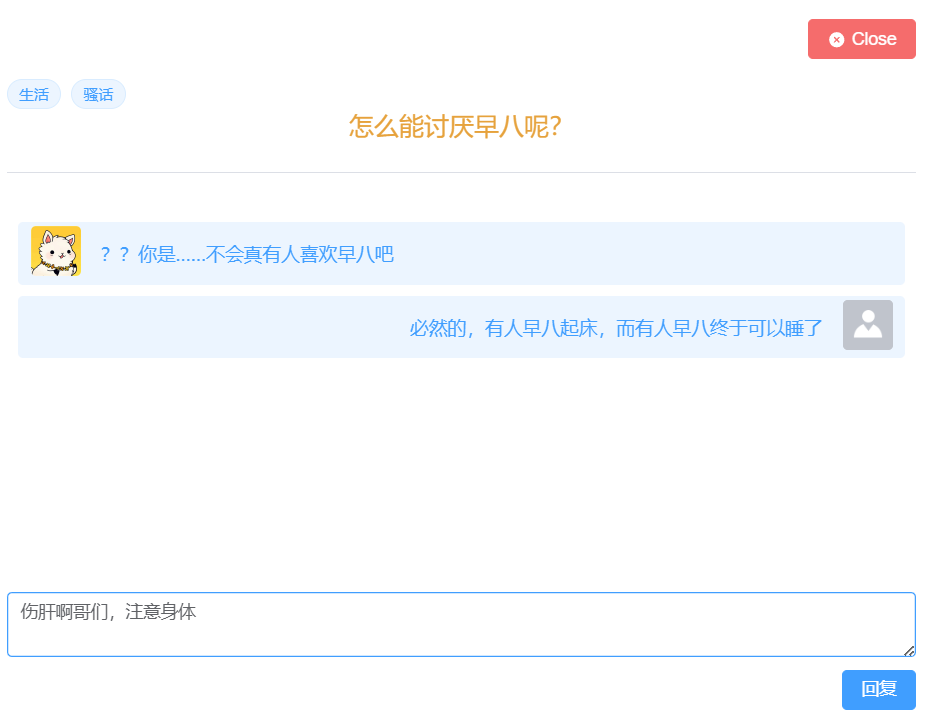 Close
生活 骚话
怎么能讨厌早八呢?
？？你是......不会真有人喜欢早八吧
必然的，有人早八起床，而有人早八终于可以睡了
伤肝啊哥们，注意身体
回复